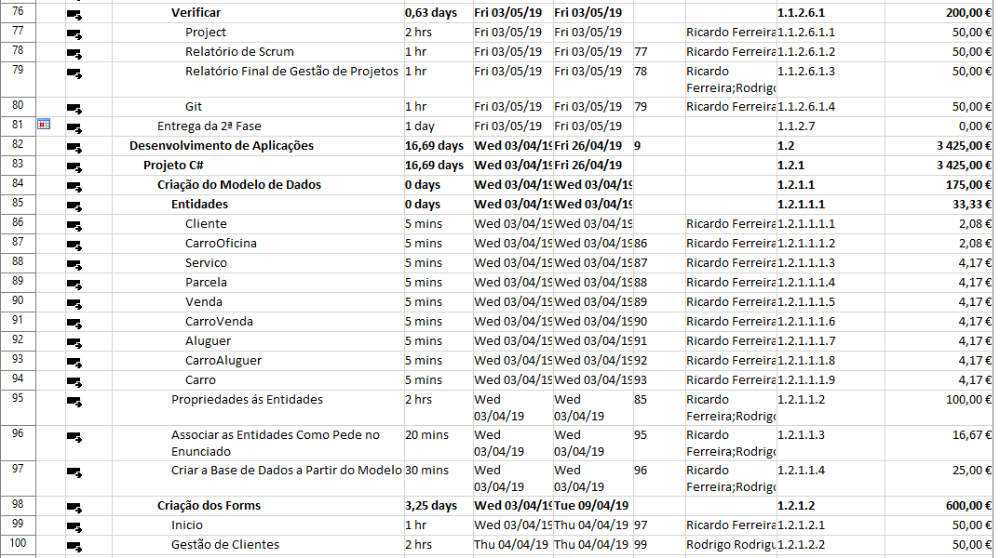 76 Verificar 0,63 days Fri 03/05/19 Fri 03/05/19 1.1.2.6.1 200,00 €
77 Project 2 hrs Fri 03/05/19 Fri 03/05/19 Ricardo Ferreira 1.1.2.6.1.1 50,00 €
78 Relatório de Scrum 1 hr Fri 03/05/19 Fri 03/05/19 77 Ricardo Ferreira 1.1.2.6.1.2 50,00 €
79 Relatório Final de Gestão de Projetos 1 hr Fri 03/05/19 Fri 03/05/19 78 Ricardo 1.1.2.6.1.3 50,00 €
Ferreira;Rodrigo
80 Git 1 hr Fri 03/05/19 Fri 03/05/19 79 Ricardo Ferreira 1.1.2.6.1.4 50,00 €
81 Entrega da 2ª Fase 1 day Fri 03/05/19 Fri 03/05/19 1.1.2.7 0,00 €
82 Desenvolvimento de Aplicações 16,69 days Wed 03/04/19 Fri 26/04/19 9 1.2 3 425,00 €
83 Projeto C# 16,69 days Wed 03/04/19 Fri 26/04/19 1.2.1 3 425,00 €
84 Criação do Modelo de Dados 0 days Wed 03/04/19 Wed 03/04/19 1.2.1.1 175,00 €
85 Entidades 0 days Wed 03/04/19 Wed 03/04/19 1.2.1.1.1 33,33 €
86 Cliente 5 mins Wed 03/04/19 Wed 03/04/19 Ricardo Ferreira 1.2.1.1.1.1 2,08 €
87 CarroOficina 5 mins Wed 03/04/19 Wed 03/04/19 86 Ricardo Ferreira 1.2.1.1.1.2 2,08 €
88 Servico 5 mins Wed 03/04/19 Wed 03/04/19 87 Ricardo Ferreira 1.2.1.1.1.3 4,17 €
89 Parcela 5 mins Wed 03/04/19 Wed 03/04/19 88 Ricardo Ferreira 1.2.1.1.1.4 4,17 €
90 Venda 5 mins Wed 03/04/19 Wed 03/04/19 89 Ricardo Ferreira 1.2.1.1.1.5 4,17 €
91 CarroVenda 5 mins Wed 03/04/19 Wed 03/04/19 90 Ricardo Ferreira 1.2.1.1.1.6 4,17 €
92 Aluguer 5 mins Wed 03/04/19 Wed 03/04/19 91 Ricardo Ferreira 1.2.1.1.1.7 4,17 €
93 CarroAluguer 5 mins Wed 03/04/19 Wed 03/04/19 92 Ricardo Ferreira 1.2.1.1.1.8 4,17 €
94 Carro 5 mins Wed 03/04/19 Wed 03/04/19 93 Ricardo Ferreira 1.2.1.1.1.9 4,17 €
95 Propriedades ás Entidades 2 hrs Wed Wed 85 Ricardo 1.2.1.1.2 100,00 €
03/04/19 03/04/19 Ferreira;Rodrigo
96 Associar as Entidades Como Pede no 20 mins Wed Wed 95 Ricardo 1.2.1.1.3 16,67 €
Enunciado 03/04/19 03/04/19 Ferreira;Rodrigo
97 Criar a Base de Dados a Partir do Modelo 30 mins Wed Wed 96 Ricardo 1.2.1.1.4 25,00 €
03/04/19 03/04/19 Ferreira;Rodrigo
98 Criação dos Forms 3,25 days Wed 03/04/19 Tue 09/04/19 1.2.1.2 600,00 €
99 Inicio 1 hr Wed 03/04/19 Thu 04/04/19 97 Ricardo Ferreira 1.2.1.2.1 50,00 €
100 Gestão de Clientes 2 hrs Thu 04/04/19 Thu 04/04/19 99 Rodrigo Rodrigu 1.2.1.2.2 50,00 €